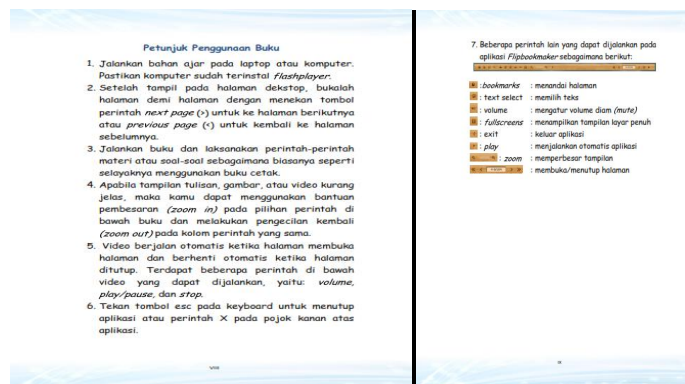 Petunjuk Penggunaan Buku
1. Jalankan bahan ajar pada laptop atau komputer.
Pastikan komputer sudah terinstal flashplayer.
2. Setelah tampil pada halaman dekstop, bukalah
halaman demi halaman dengan menekan tombol
perintah next page (>) untuk ke halaman berikutnya
atau previous page (<) untuk kembali ke halaman
sebelumnya.
3. Jalankan buku dan laksanakan perintah-perintah
materi atau soal-soal sebagaimana biasanya seperti
selayaknya menggunakan buku cetak.
4. Apabila tampilan tulisan, gambar, atau video kurang
jelas, maka kamu dapat menggunakan bantuan
pembesaran (zoom in) pada pilihan perintah di
bawah buku dan melakukan pengecilan kembali
(zoom out) pada kolom perintah yang sama.
5. Video berjalan otomatis ketika halaman membuka
halaman dan berhenti otomatis ketika halaman
ditutup. Terdapat beberapa perintah di bawah
video yang dapat dijalankan, yaitu: volume,
play/pause, dan stop.
6. Tekan tombol esc pada keyboard untuk menutup
aplikasi atau perintah X pada pojok kanan atas
aplikasi.
viii
7. Beberapa perintah lain yang dapat dijalankan pada
aplikasi Flipbookmaker sebagaimana berikut:
:bookmarks : menandai halaman
: text select : memilih teks
: volume : mengatur volume diam (mute)
: fullscreens : menampilkan tampilan layar penuh
: exit : keluar aplikasi
: play : menjalankan otomatis aplikasi
: zoom : memperbesar tampilan
: membuka/menutup halaman
ix